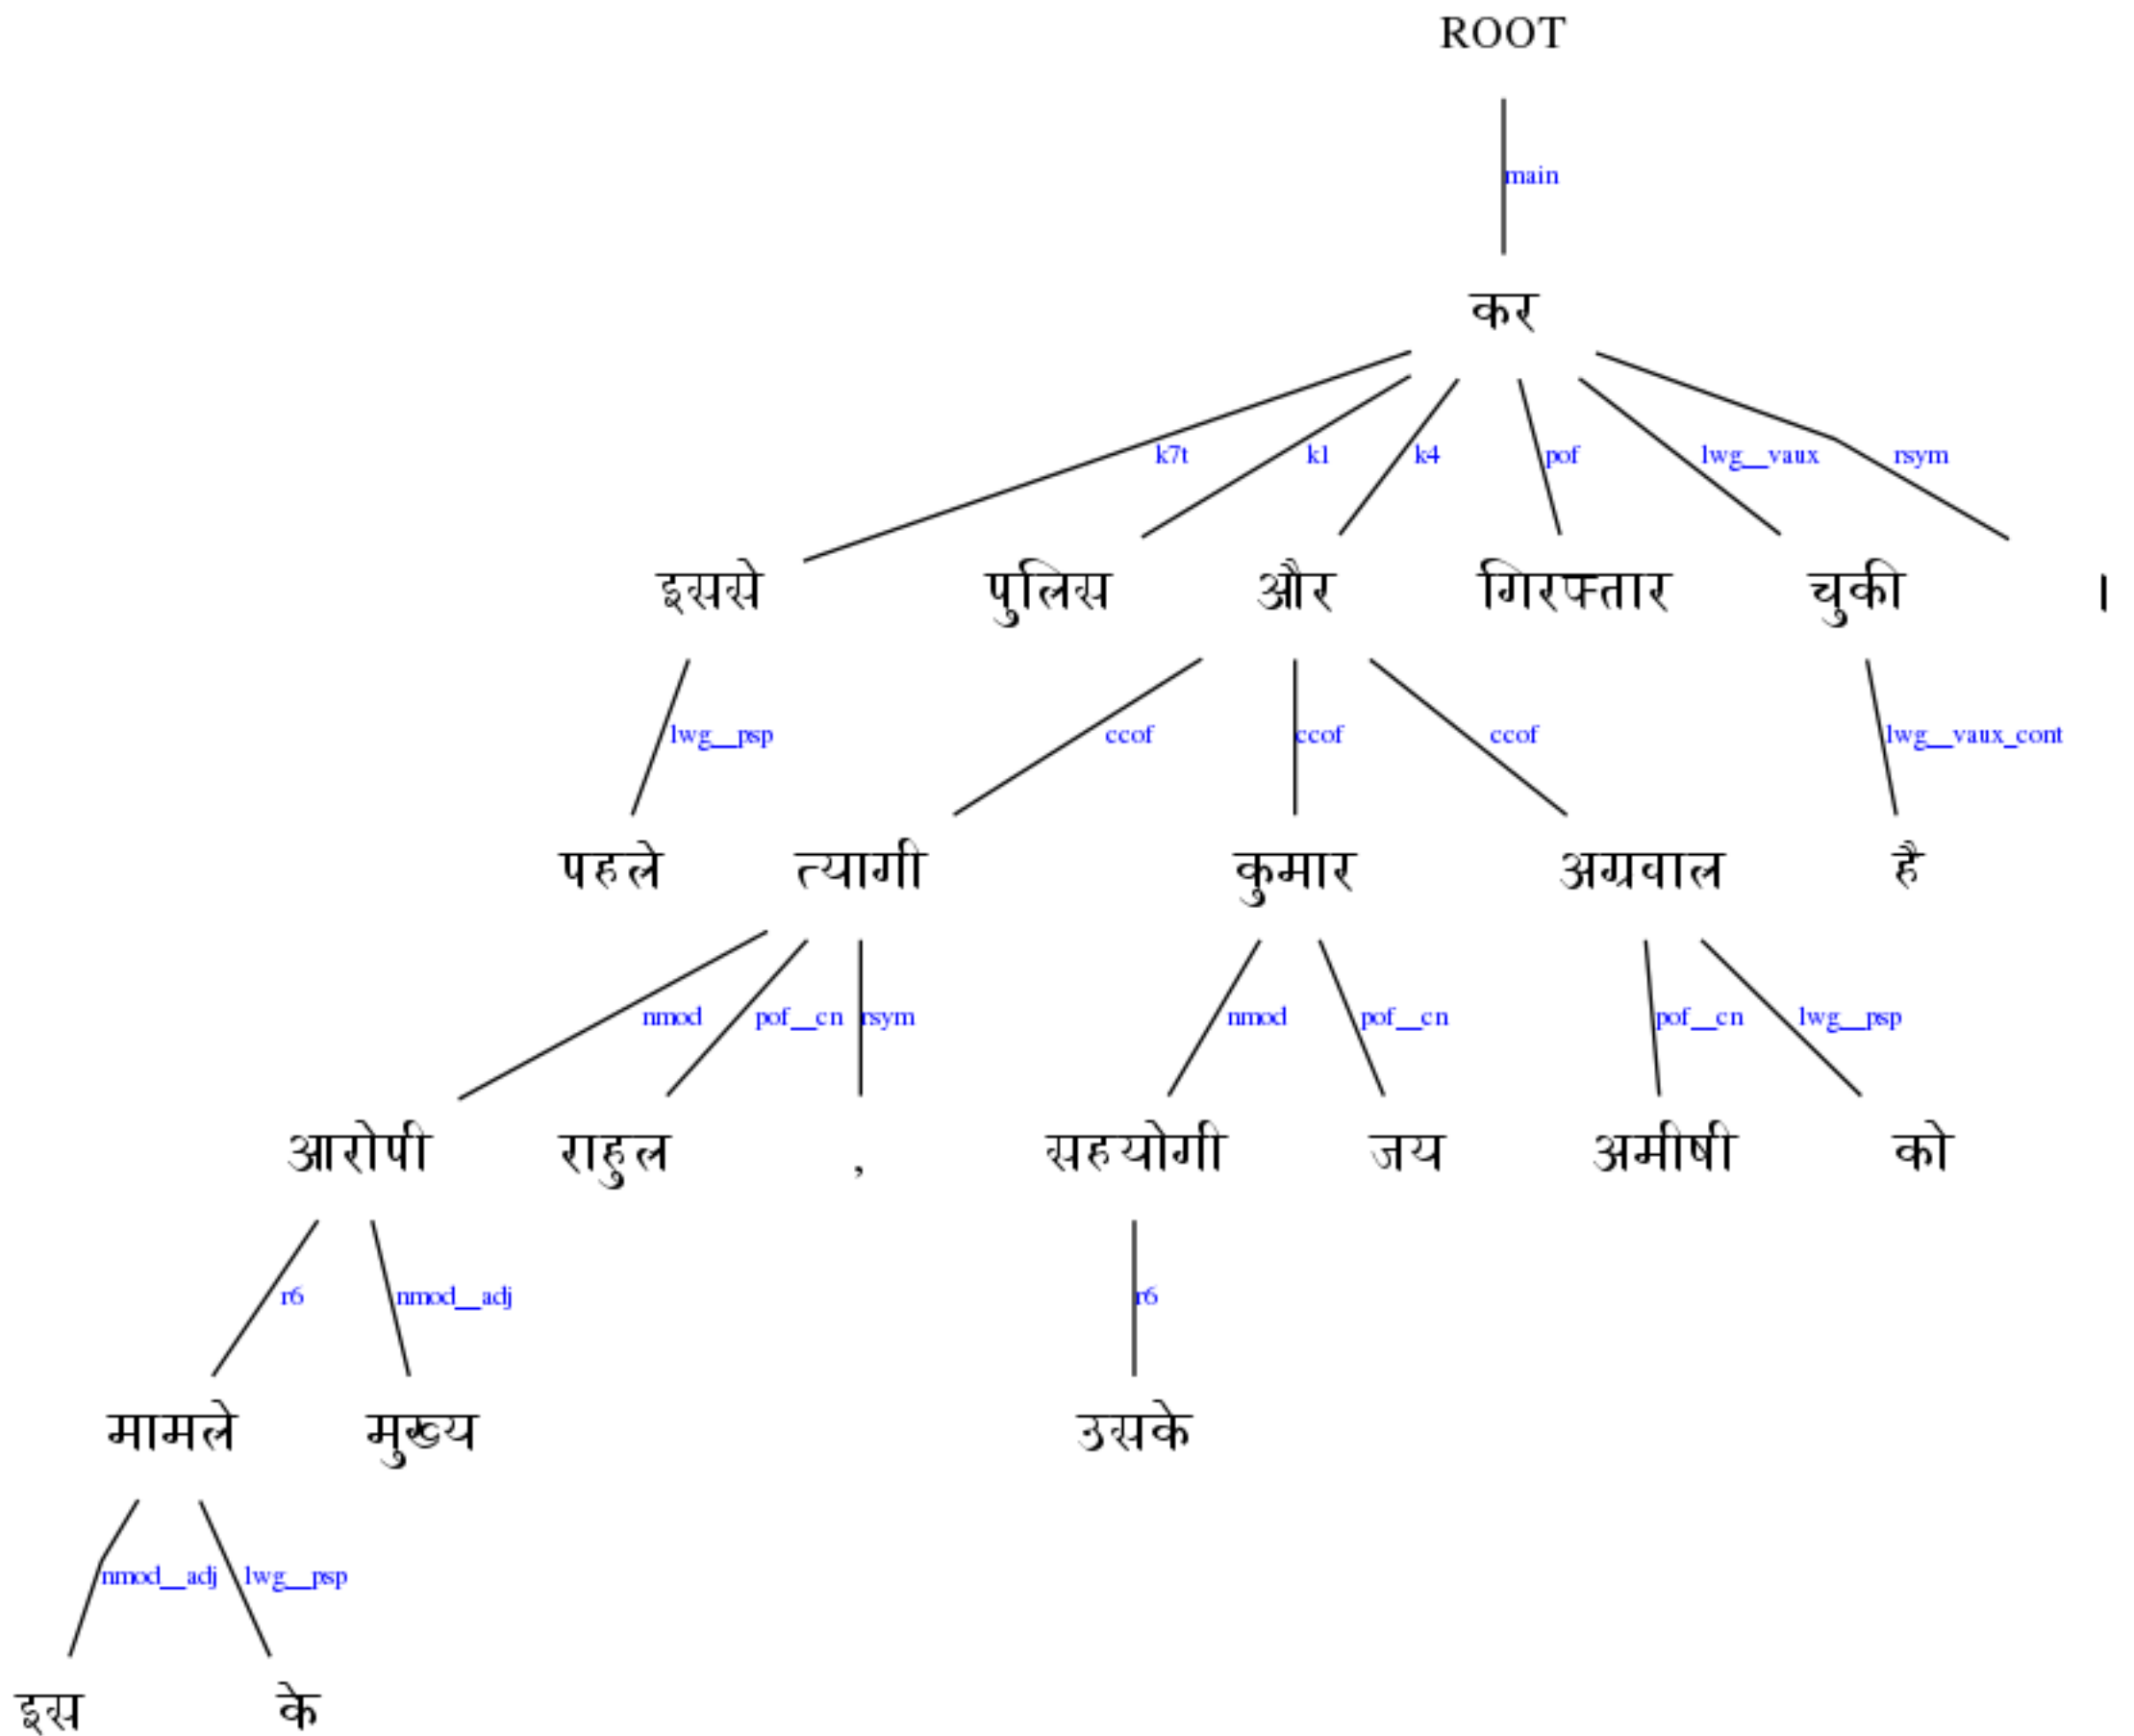 ROOT
main
कर
k7t k1 k4 pof lwg__vaux rsym
इससे पुलिस और गिरफ्तार चुकी ।
lwg__psp ccof ccof ccof lwg__vaux_cont
पहले त्यागी कुमार अग्रवाल है
nmod pof__cn rsym nmod pof__cn pof__cn lwg__psp
आरोपी राहुल , सहयोगी जय अमीषी को
r6 nmod__adj r6
मामले मुख्य उसके
nmod__adj lwg__psp
इस के